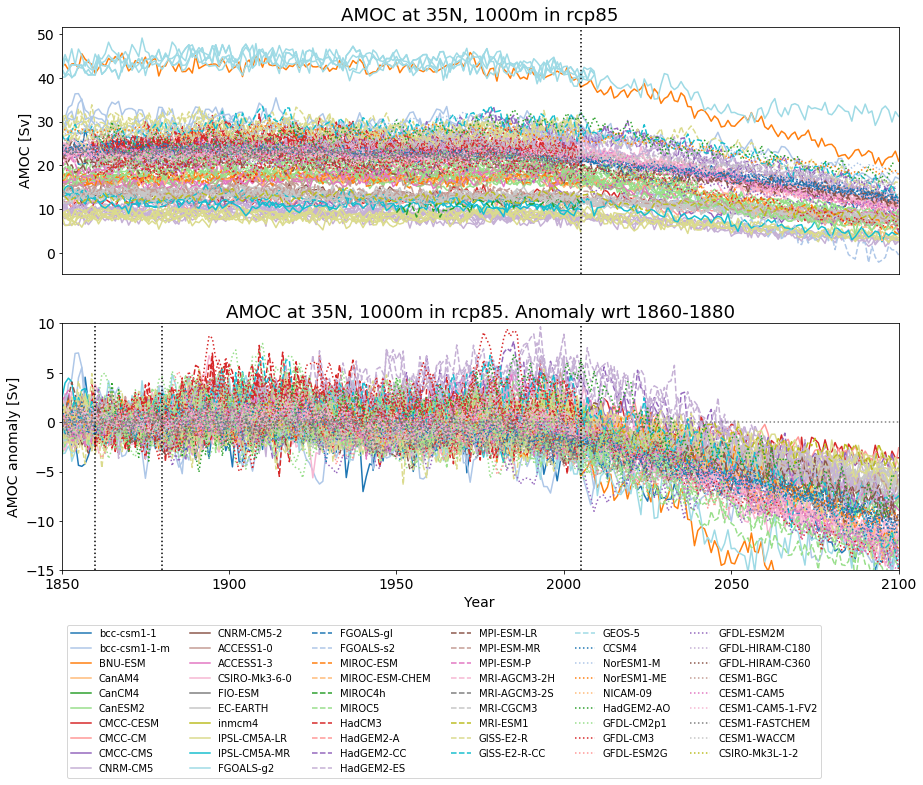 AMOC at 35N, 1000m in rcp85
50
40
30
20
10
0
AMOC [Sv]
AMOC at 35N, 1000m in rcp85. Anomaly wrt 1860-1880
10
5
0
−5
−10
−15
AMOC anomaly [Sv]
1850 1900 1950 2000 2050 2100
Year
bcc-csm1-1 CNRM-CM5-2 FGOALS-gl MPI-ESM-LR GEOS-5 GFDL-ESM2M
bcc-csm1-1-m ACCESS1-0 FGOALS-s2 MPI-ESM-MR CCSM4 GFDL-HIRAM-C180
BNU-ESM ACCESS1-3 MIROC-ESM MPI-ESM-P NorESM1-M GFDL-HIRAM-C360
CanAM4 CSIRO-Mk3-6-0 MIROC-ESM-CHEM MRI-AGCM3-2H NorESM1-ME CESM1-BGC
CanCM4 FIO-ESM MIROC4h MRI-AGCM3-2S NICAM-09 CESM1-CAM5
CanESM2 EC-EARTH MIROC5 MRI-CGCM3 HadGEM2-AO CESM1-CAM5-1-FV2
CMCC-CESM inmcm4 HadCM3 MRI-ESM1 GFDL-CM2p1 CESM1-FASTCHEM
CMCC-CM IPSL-CM5A-LR HadGEM2-A GISS-E2-R GFDL-CM3 CESM1-WACCM
CMCC-CMS IPSL-CM5A-MR HadGEM2-CC GISS-E2-R-CC GFDL-ESM2G CSIRO-Mk3L-1-2
CNRM-CM5 FGOALS-g2 HadGEM2-ES